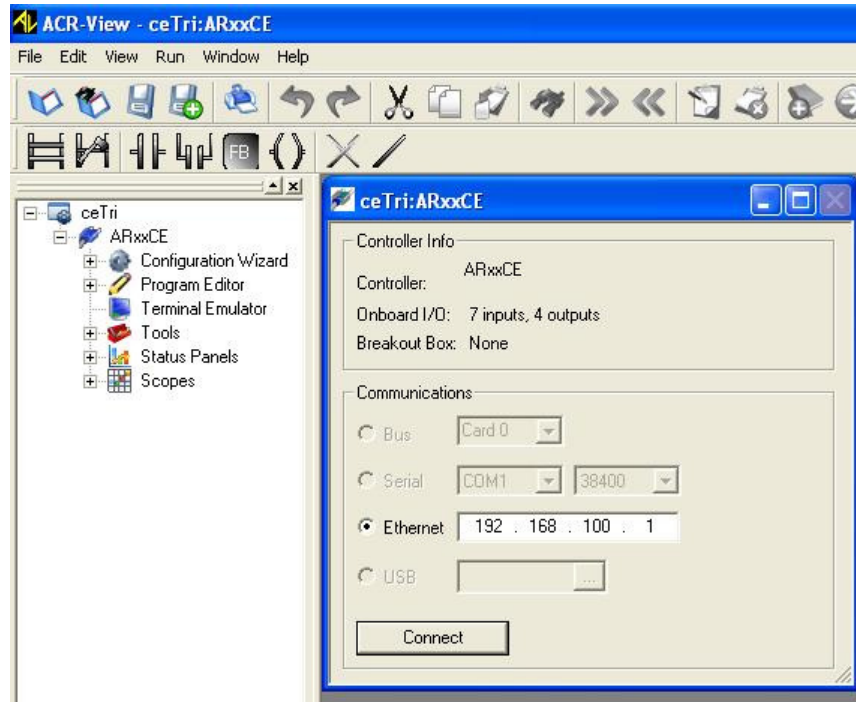 ACR-View - ceTri:ARxxCE
File Edit View Run Window Help
FB
ceTri
ARxxCE
Configuration Wizard
Program Editor
Terminal Emulator
Tools
Status Panels
Scopes
ceTri:ARxxCE
Controller Info
Controller: ARxxCE
Onboard I/O: 7 inputs, 4 outputs
Breakout Box: None
Communications
Bus Card 0
Serial COM1 38400
Ethernet 192 . 168 . 100 . 1
USB ...
Connect